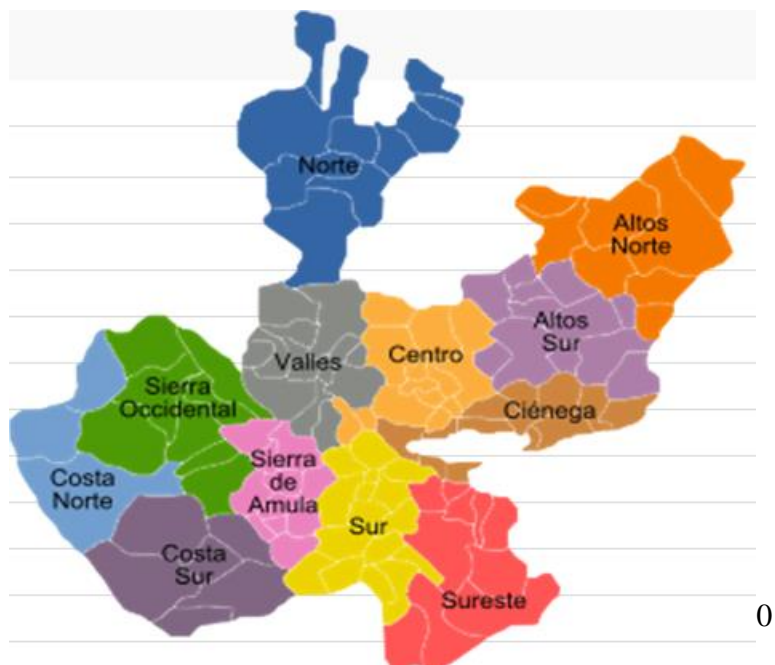 Norte
Altos
Norte
Altos
Sur
Valles
Centro
Sierra
Occidental
Ciénega
Costa
Norte
Sierra
de
Amula
Sur
Costa
Sur
Sureste
0